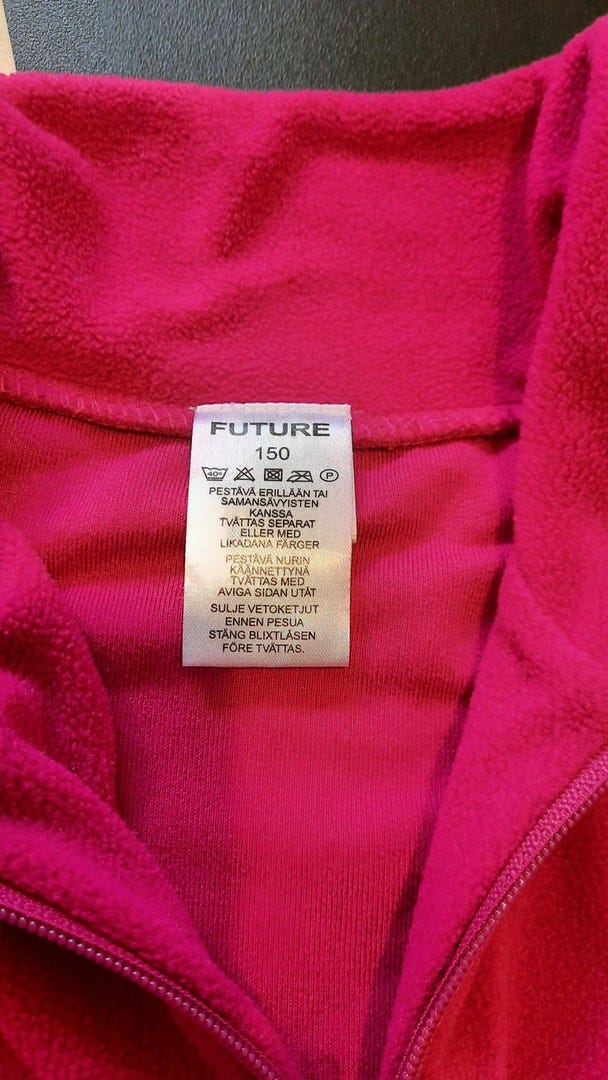 FUTURE
150
40° P
PESTÄVÄ ERILLÄÄN TAI
SAMANSÄVYISTEN
KANSSA
TVÄTTAS SEPARAT
ELLER MED
LIKADANA FÄRGER
PESTÄVÄ NURIN
KÄÄNNETTYNÄ
TVÄTTAS MED
AVIGA SIDAN UTÅT
SULJE VETOKETJUT
ENNEN PESUA
STÄNG BLIXTLÅSEN
FÖRE TVÄTTAS.